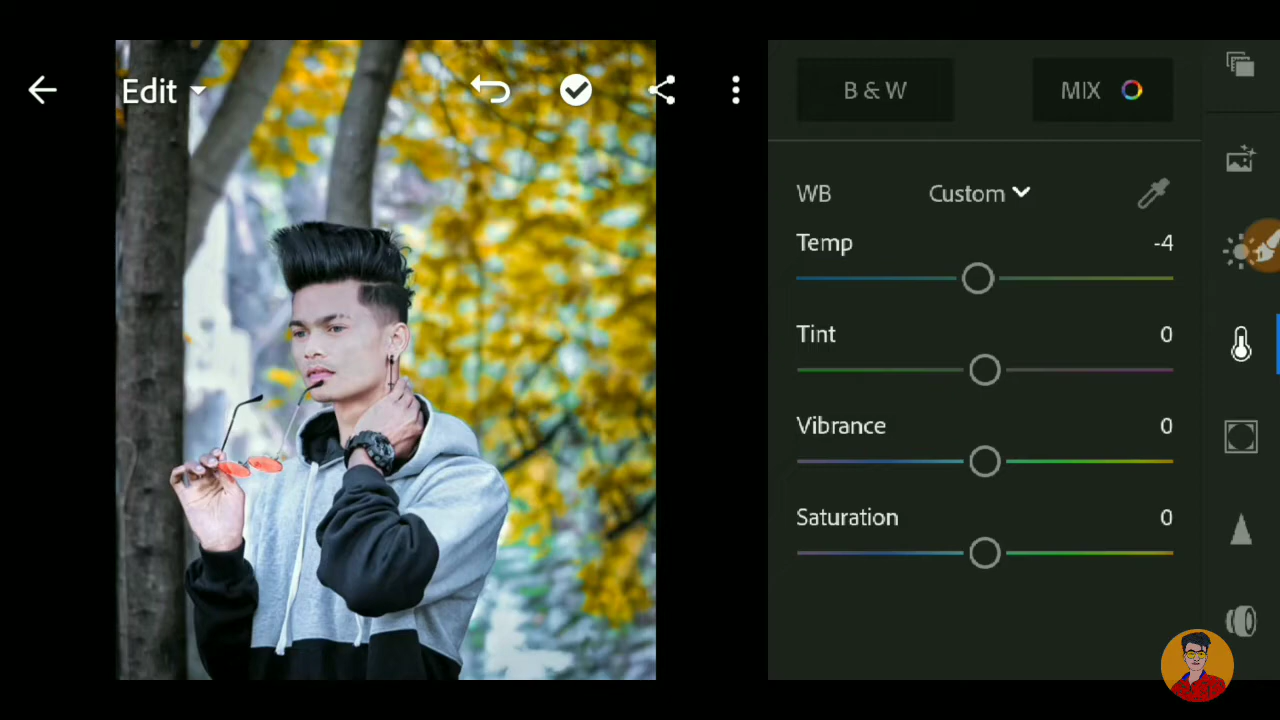 Edit
B & W
MIX
WB
Custom
Temp
-4
Tint
0
Vibrance
0
Saturation
0